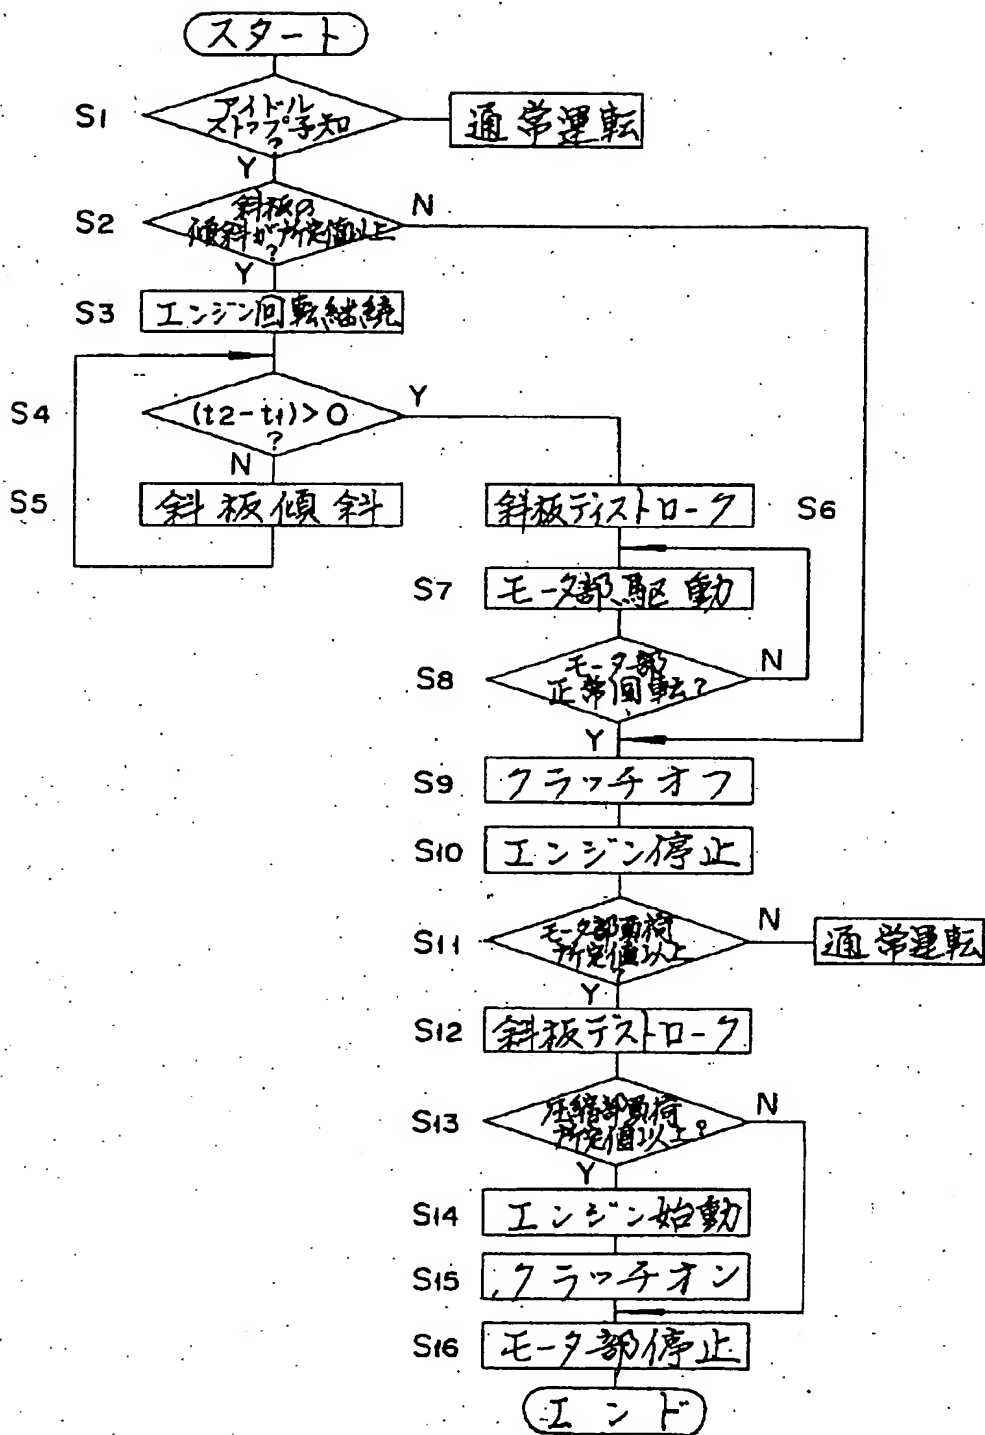 スタート
S1
アイドル
ストップ予知
?
通常運転
Y
S2
斜板の
傾斜が所定値以上
?
N
Y
S3
エンジン回転継続
S4
(t2-t1)>0
?
Y
N
S5
斜板傾斜
斜板ディストローク
S6
S7
モータ部駆動
S8
モータ部
正常回転?
N
Y
S9
クラッチオフ
S10
エンジン停止
S11
モータ部負荷
所定値以上
?
N
通常運転
Y
S12
斜板デストローク
S13
圧縮部負荷
所定値以上?
N
Y
S14
エンジン始動
S15
クラッチオン
S16
モータ部停止
エンド